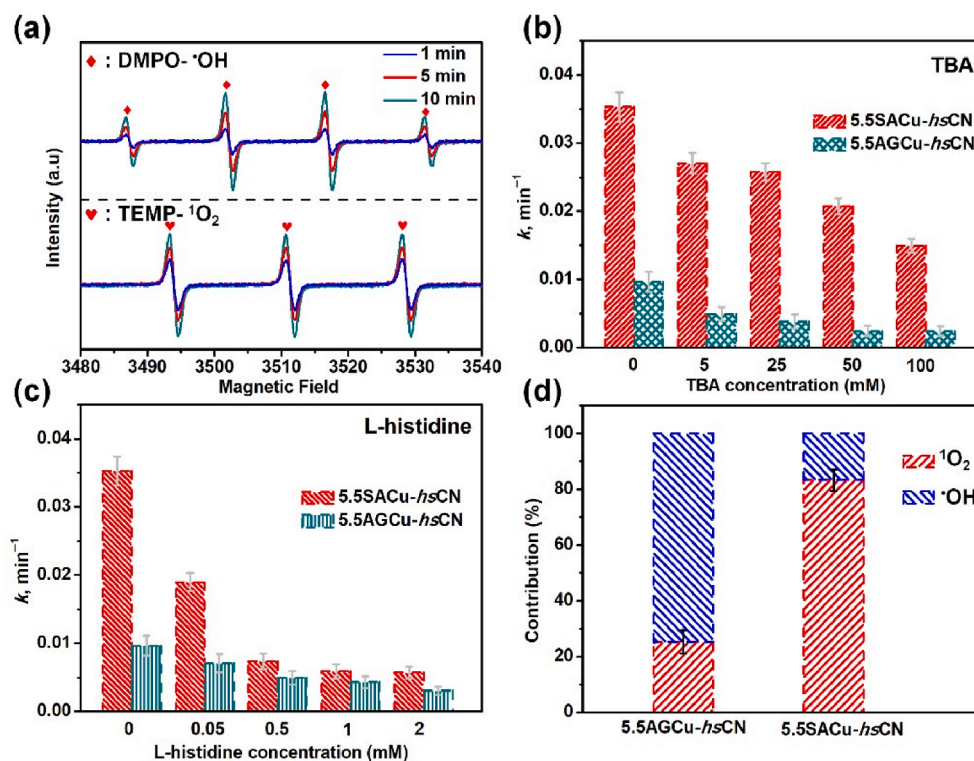 (a)
♦ : DMPO- •OH
1 min
5 min
10 min
♥ : TEMP- ¹O₂
Intensity (a.u)
3480 3490 3500 3510 3520 3530 3540
Magnetic Field
(b)
TBA
5.5SACu-hsCN
5.5AGCu-hsCN
k, min⁻¹
0.04
0.03
0.02
0.01
0.00
0 5 25 50 100
TBA concentration (mM)
(c)
L-histidine
5.5SACu-hsCN
5.5AGCu-hsCN
k, min⁻¹
0.04
0.03
0.02
0.01
0.00
0 0.05 0.5 1 2
L-histidine concentration (mM)
(d)
¹O₂
•OH
Contribution (%)
100
80
60
40
20
0
5.5AGCu-hsCN 5.5SACu-hsCN